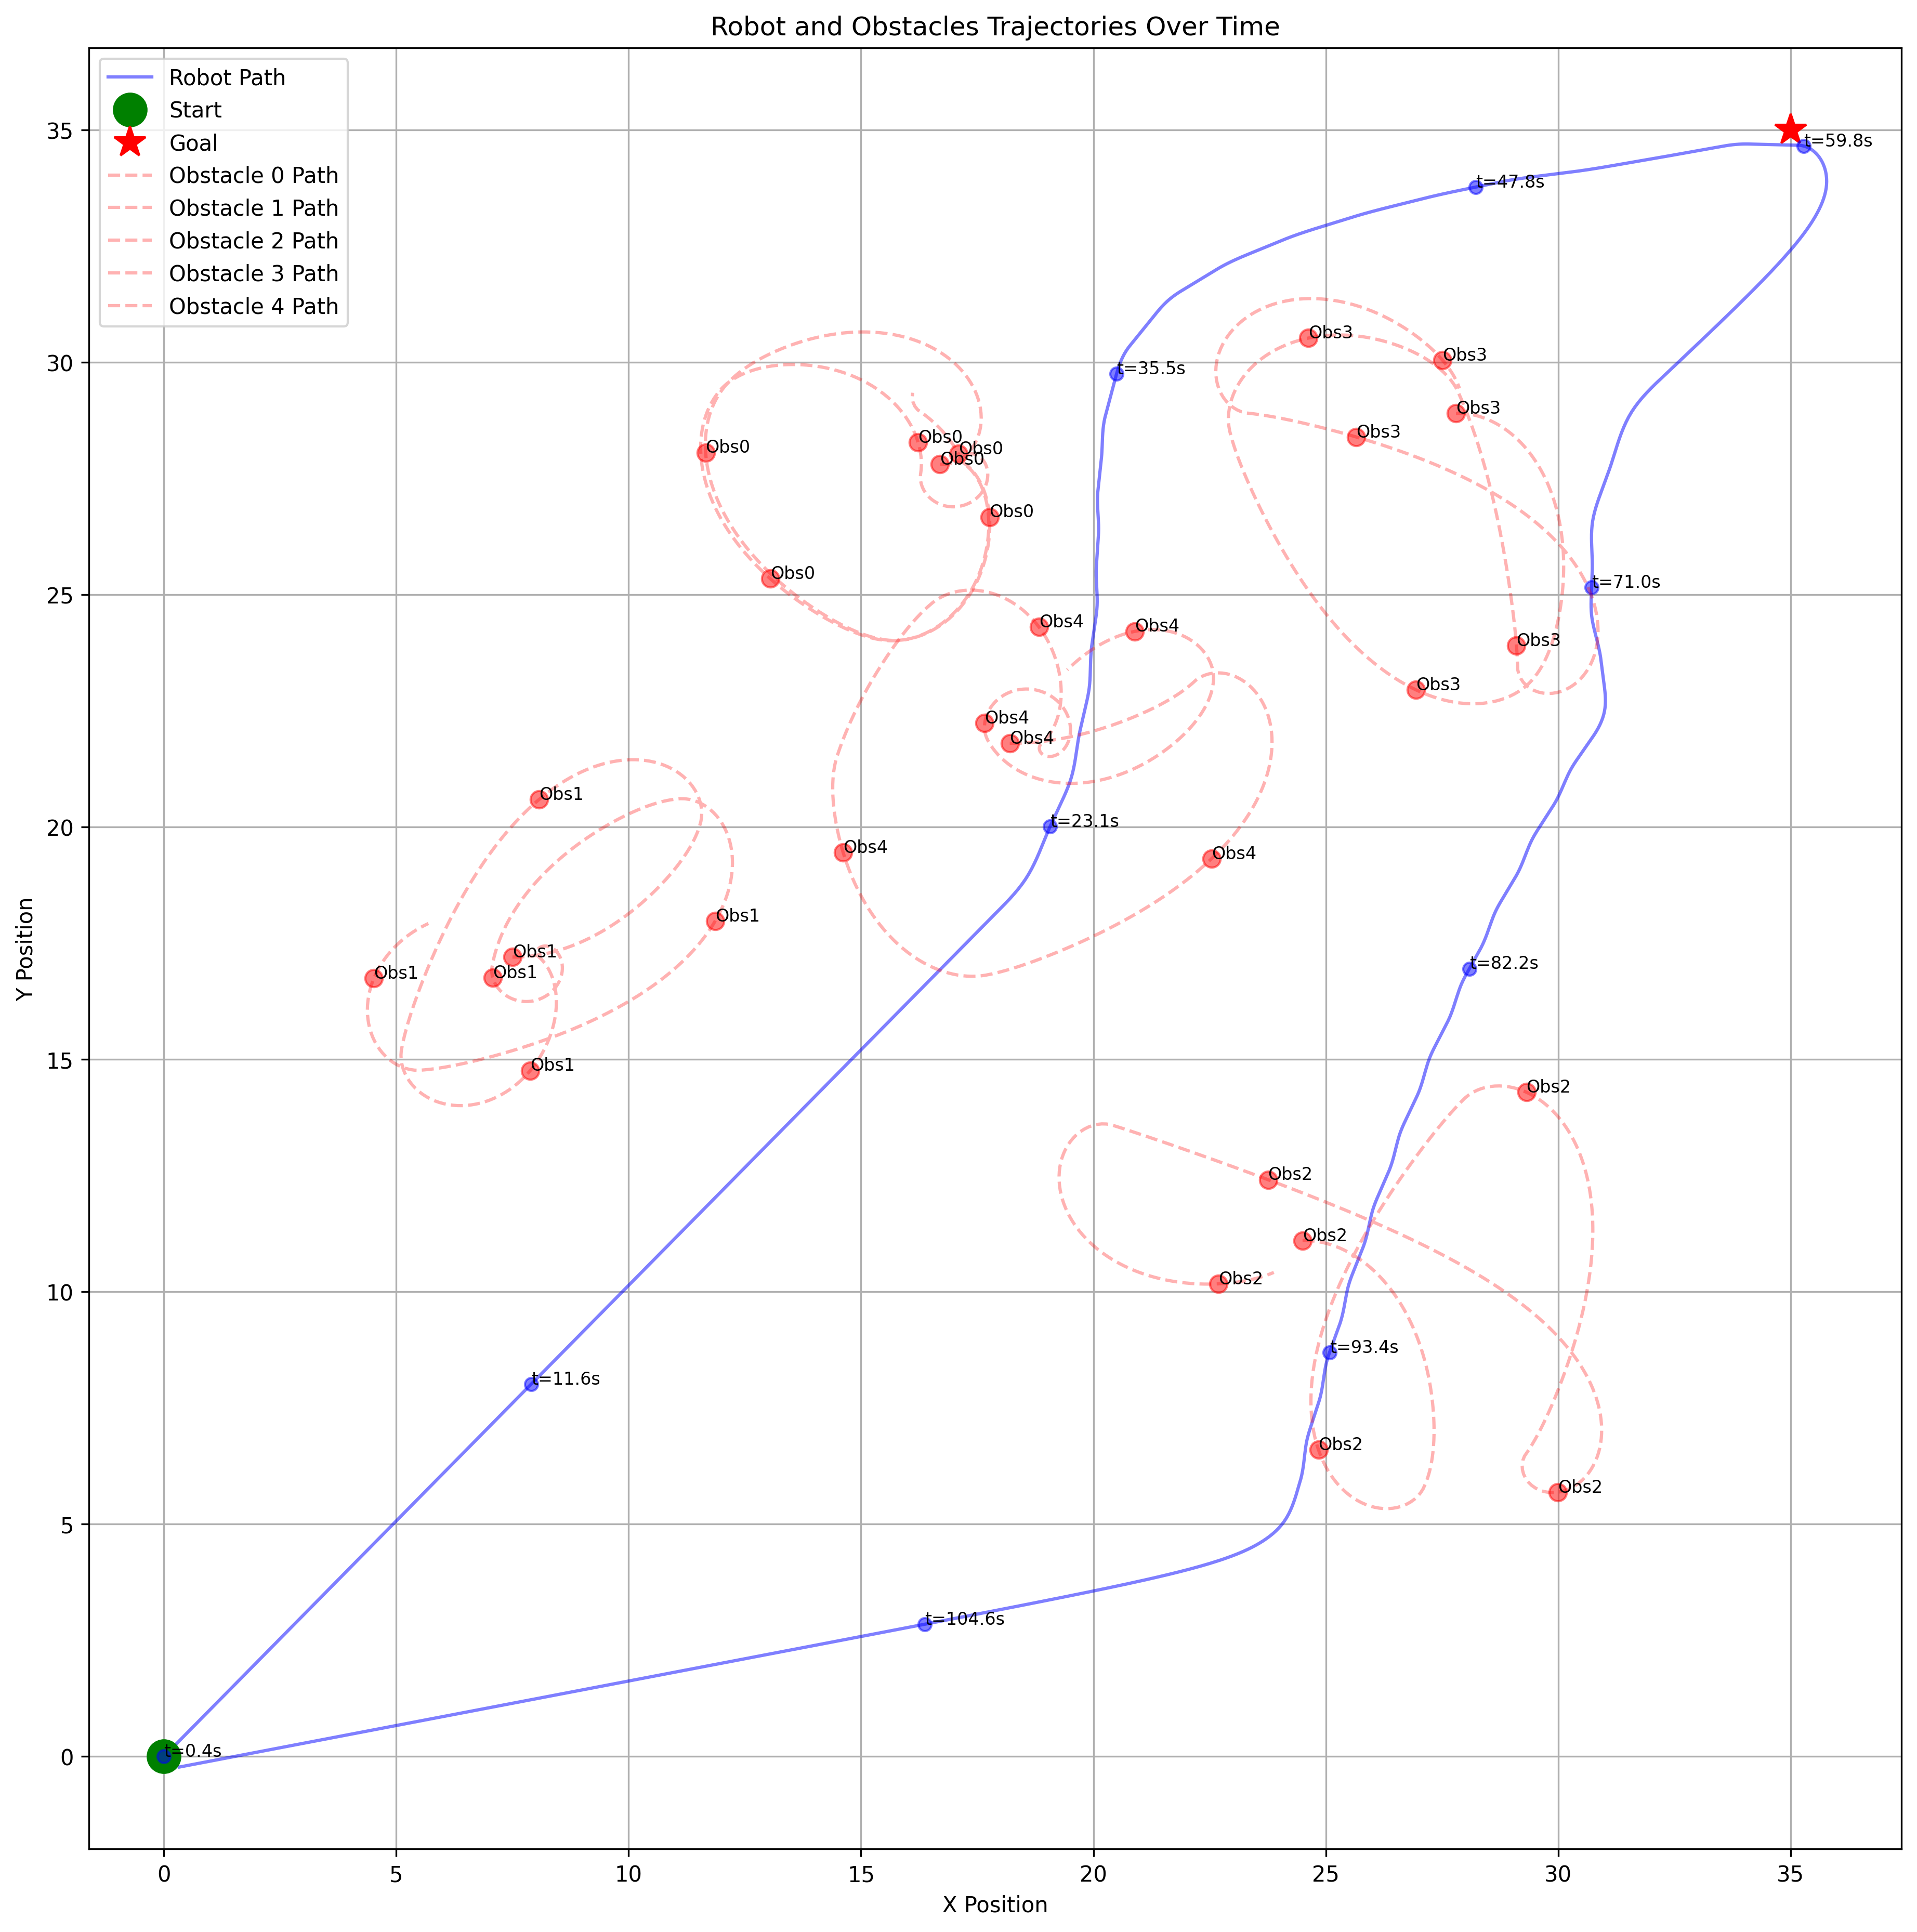 Robot and Obstacles Trajectories Over Time
Robot Path
Start
Goal
Obstacle 0 Path
Obstacle 1 Path
Obstacle 2 Path
Obstacle 3 Path
Obstacle 4 Path
35
t=59.8s
t=47.8s
Obs3
Obs3
30
t=35.5s
Obs3
Obs3
Obs0
Obs0
Obs0
Obs0
Obs0
Obs0
25
t=71.0s
Obs4
Obs4
Obs3
Obs3
Obs4
Obs4
Obs1
20
t=23.1s
Obs4
Obs4
Obs1
Obs1
Obs1
Obs1
t=82.2s
Y Position
15
Obs1
Obs2
Obs2
Obs2
Obs2
10
t=93.4s
t=11.6s
Obs2
Obs2
5
t=104.6s
0
t=0.4s
0
5
10
15
20
25
30
35
X Position